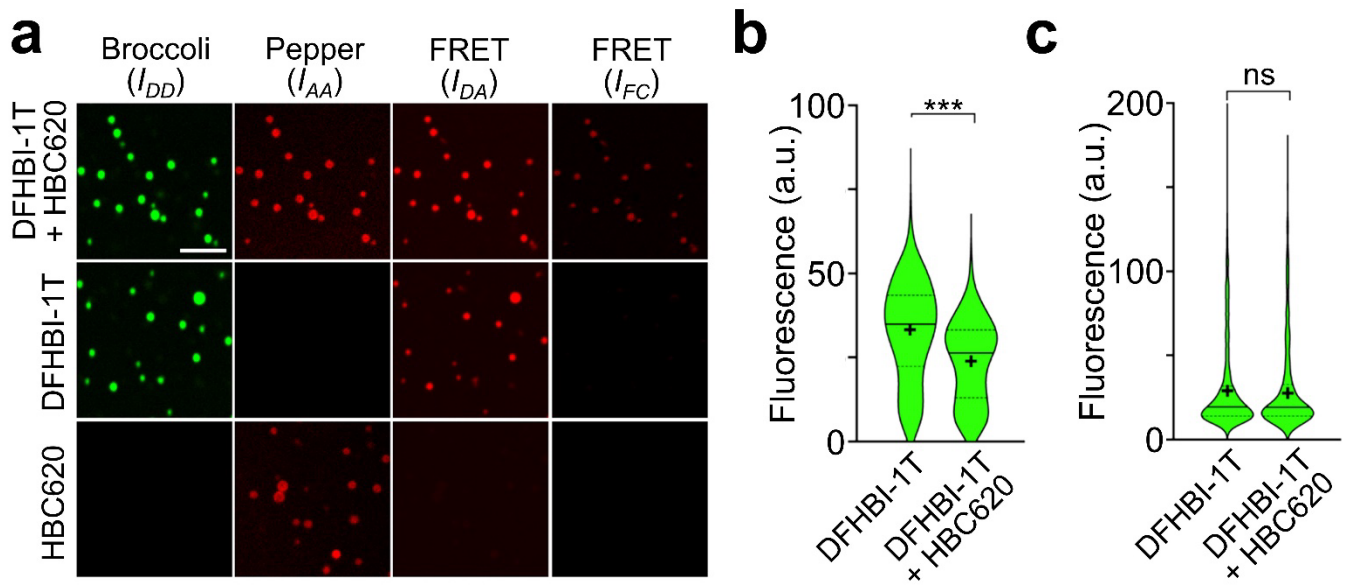 a
Broccoli
(I_DD)
Pepper
(I_AA)
FRET
(I_DA)
FRET
(I_FC)
DFHBI-1T
+ HBC620
DFHBI-1T
HBC620
b
Fluorescence (a.u.)
100
50
0
***
DFHBI-1T
DFHBI-1T
+ HBC620
c
Fluorescence (a.u.)
200
100
0
ns
DFHBI-1T
DFHBI-1T
+ HBC620